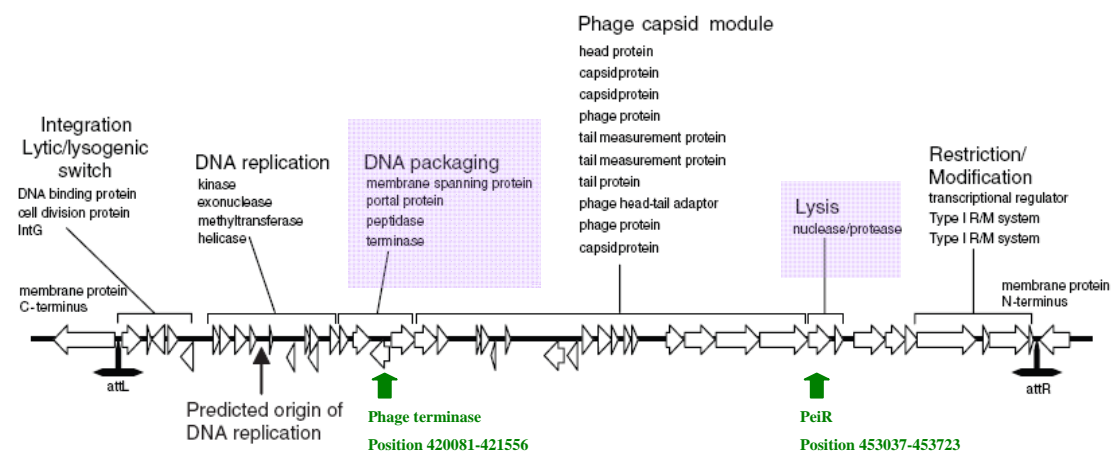 Phage capsid module
head protein
capsidprotein
capsidprotein
phage protein
tail measurement protein
tail measurement protein
tail protein
phage head-tail adaptor
phage protein
capsidprotein
Integration
Lytic/lysogenic
switch
DNA binding protein
cell division protein
IntG
DNA replication
kinase
exonuclease
methyltransferase
helicase
DNA packaging
membrane spanning protein
portal protein
peptidase
terminase
Lysis
nuclease/protease
Restriction/
Modification
transcriptional regulator
Type I R/M system
Type I R/M system
membrane protein
C-terminus
membrane protein
N-terminus
attL
attR
Predicted origin of
DNA replication
Phage terminase
Position 420081-421556
PeiR
Position 453037-453723